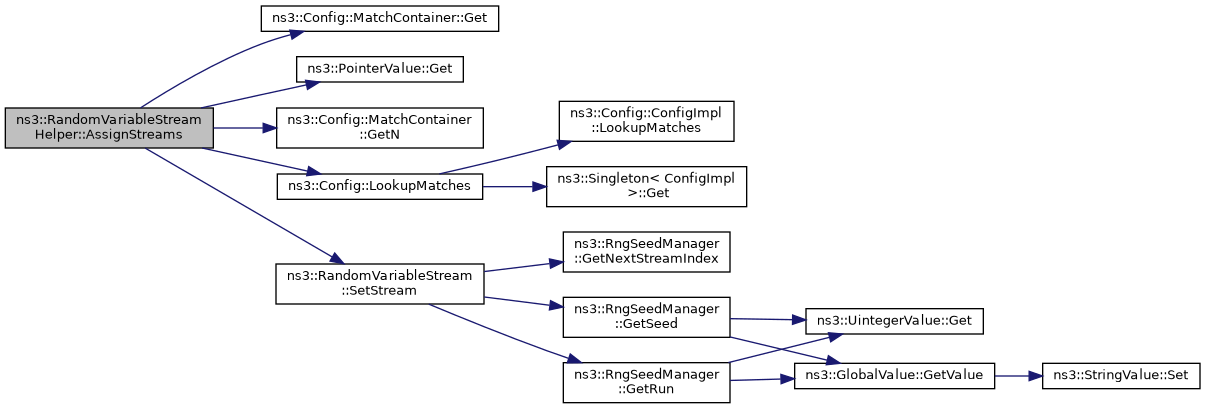 ns3::RandomVariableStream
Helper::AssignStreams
ns3::Config::MatchContainer::Get
ns3::PointerValue::Get
ns3::Config::MatchContainer
::GetN
ns3::Config::LookupMatches
ns3::Config::ConfigImpl
::LookupMatches
ns3::Singleton< ConfigImpl
>::Get
ns3::RandomVariableStream
::SetStream
ns3::RngSeedManager
::GetNextStreamIndex
ns3::RngSeedManager
::GetSeed
ns3::RngSeedManager
::GetRun
ns3::UintegerValue::Get
ns3::GlobalValue::GetValue
ns3::StringValue::Set